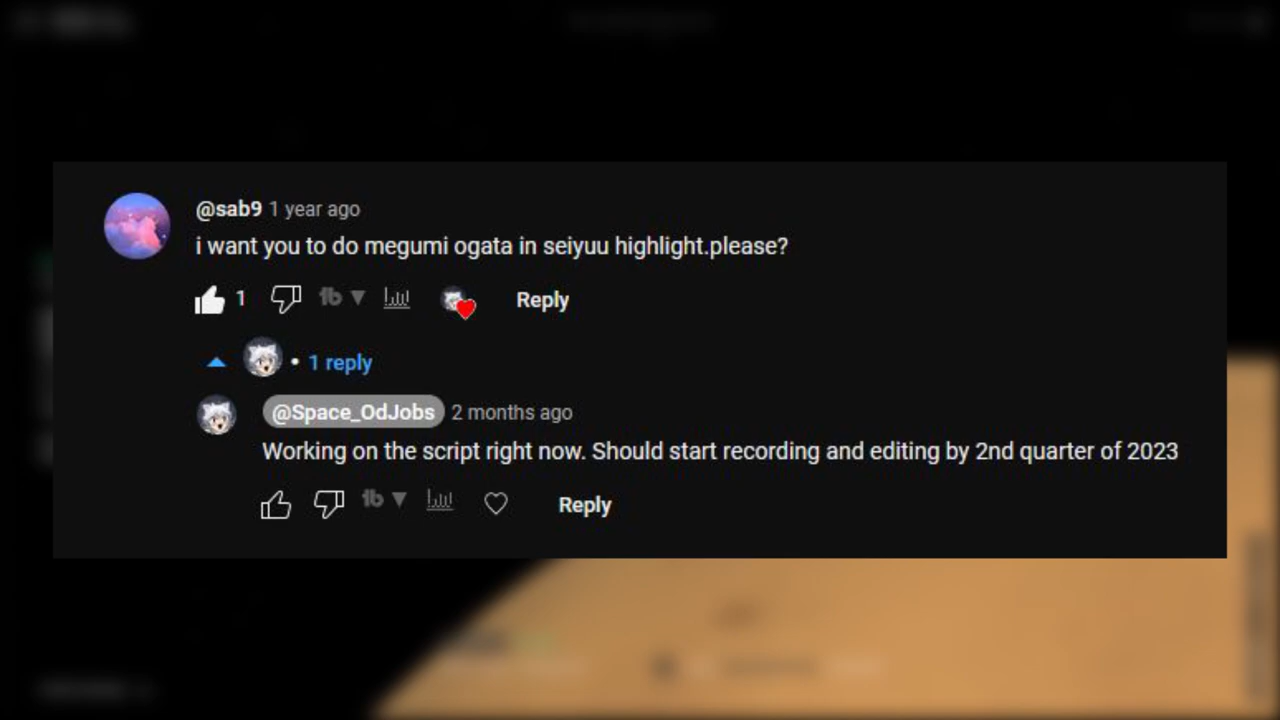 @sab9 1 year ago
i want you to do megumi ogata in seiyuu highlight.please?
1
Reply
• 1 reply
@Space_OdJobs 2 months ago
Working on the script right now. Should start recording and editing by 2nd quarter of 2023
Reply